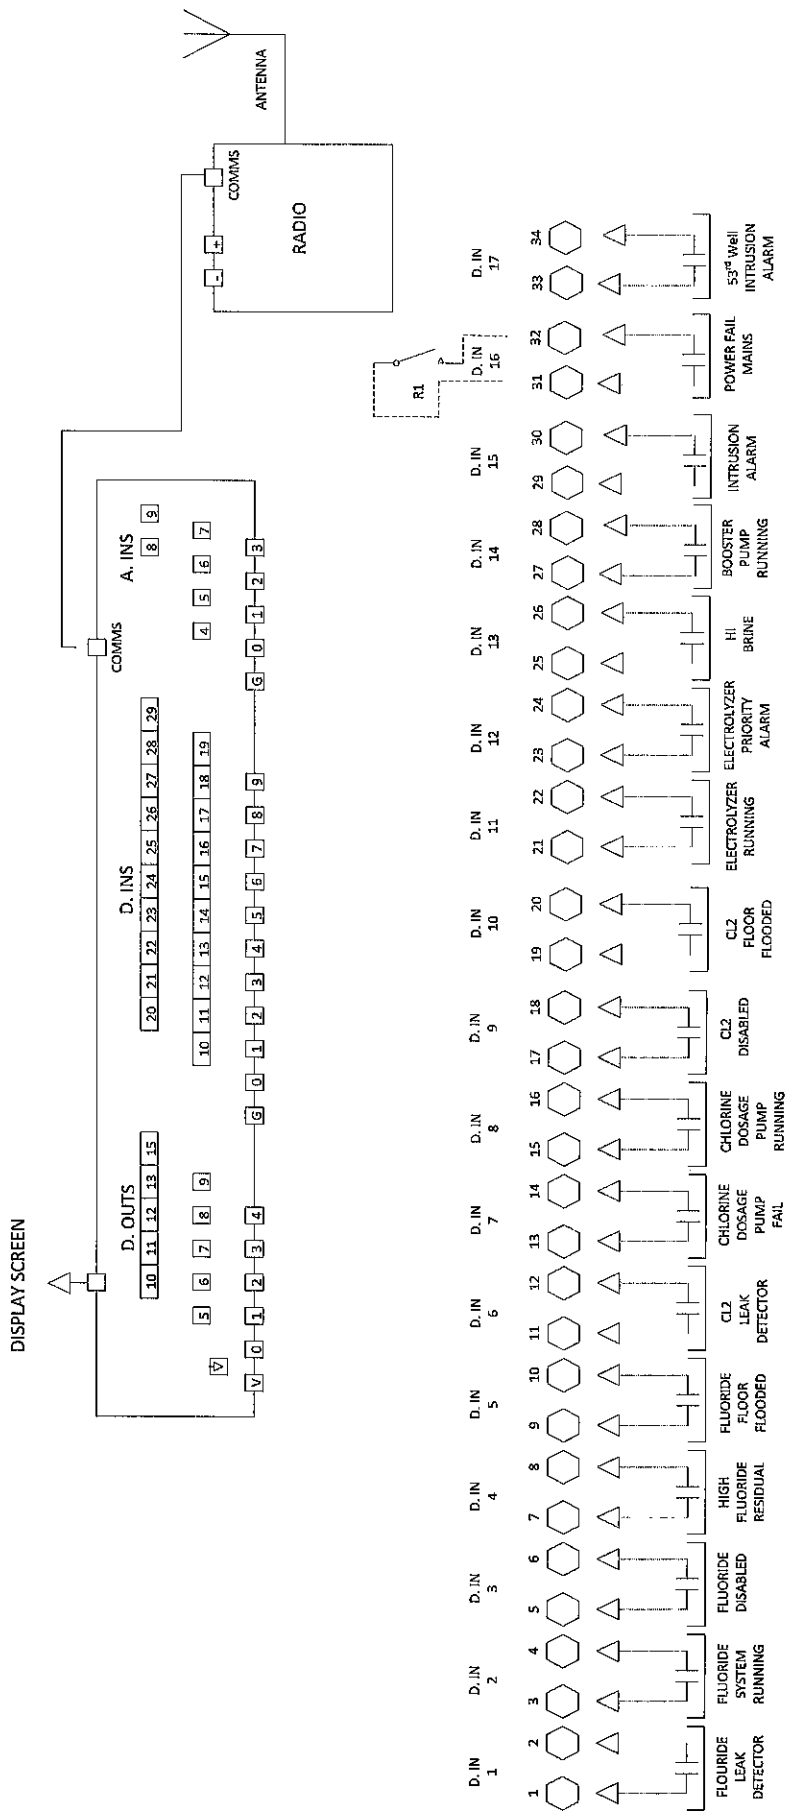 DISPLAY SCREEN
D. OUTS
10 11 12 13 15
5 6 7 8 9
V 0 1 2 3 4
D. INS
20 21 22 23 24 25 26 27 28 29
10 11 12 13 14 15 16 17 18 19
G 0 1 2 3 4 5 6 7 8 9
COMMS
A. INS
8 9
4 5 6 7
G 0 1 2 3
- +
COMMS
RADIO
ANTENNA
R1
D. IN
1
1 2
FLOURIDE
LEAK
DETECTOR
D. IN
2
3 4
FLUORIDE
SYSTEM
RUNNING
D. IN
3
5 6
FLUORIDE
DISABLED
D. IN
4
7 8
HIGH
FLUORIDE
RESIDUAL
D. IN
5
9 10
FLUORIDE
FLOOR
FLOODED
D. IN
6
11 12
CL2
LEAK
DETECTOR
D. IN
7
13 14
CHLORINE
DOSAGE
PUMP
FAIL
D. IN
8
15 16
CHLORINE
DOSAGE
PUMP
RUNNING
D. IN
9
17 18
CL2
DISABLED
D. IN
10
19 20
CL2
FLOOR
FLOODED
D. IN
11
21 22
ELECTROLYZER
RUNNING
D. IN
12
23 24
ELECTROLYZER
PRIORITY
ALARM
D. IN
13
25 26
HI
BRINE
D. IN
14
27 28
BOOSTER
PUMP
RUNNING
D. IN
15
29 30
INTRUSION
ALARM
D. IN
16
31 32
POWER FAIL
MAINS
D. IN
17
33 34
53rd Well
INTRUSION
ALARM